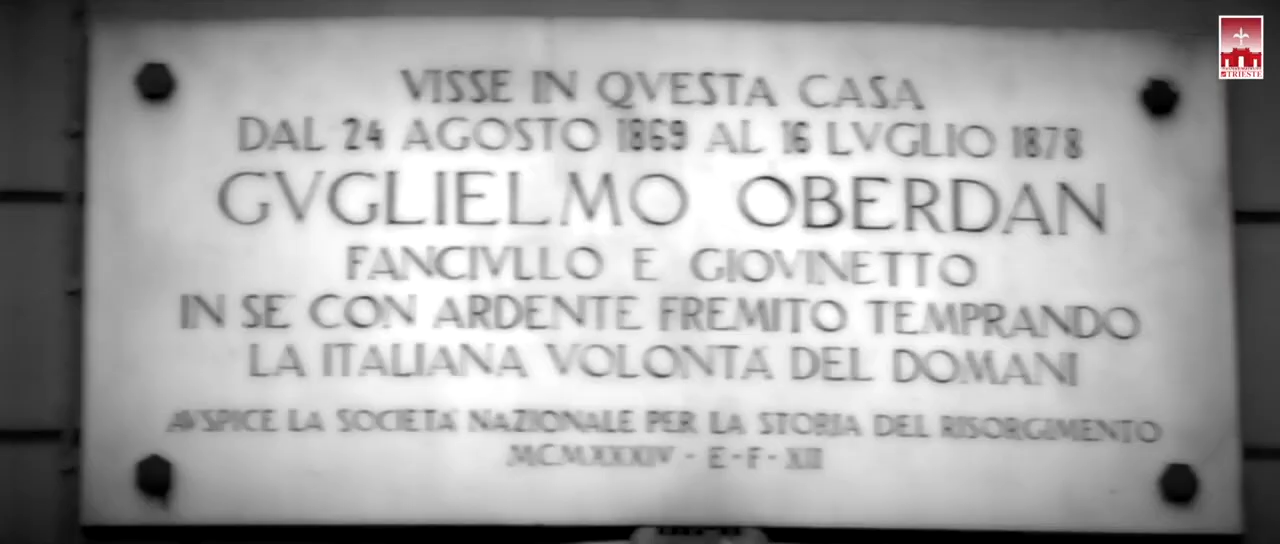 VISSE IN QVESTA CASA
DAL 24 AGOSTO 1869 AL 16 LVGLIO 1878
GVGLIELMO OBERDAN
FANCIVLLO E GIOVINETTO
IN SE CON ARDENTE FREMITO TEMPRANDO
LA ITALIANA VOLONTA' DEL DOMANI
AVSPICE LA SOCIETA' NAZIONALE PER LA STORIA DEL RISORGIMENTO
MCMXXXIV - E - F - XII
TRIESTE